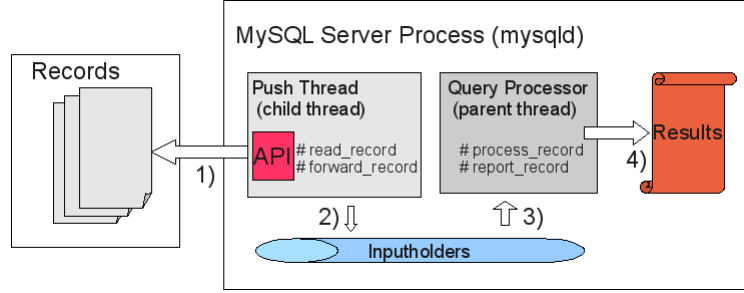 MySQL Server Process (mysqld)
Records
Push Thread
(child thread)
API
# read_record
# forward_record
Query Processor
(parent thread)
# process_record
# report_record
Results
1)
2)
3)
4)
Inputholders